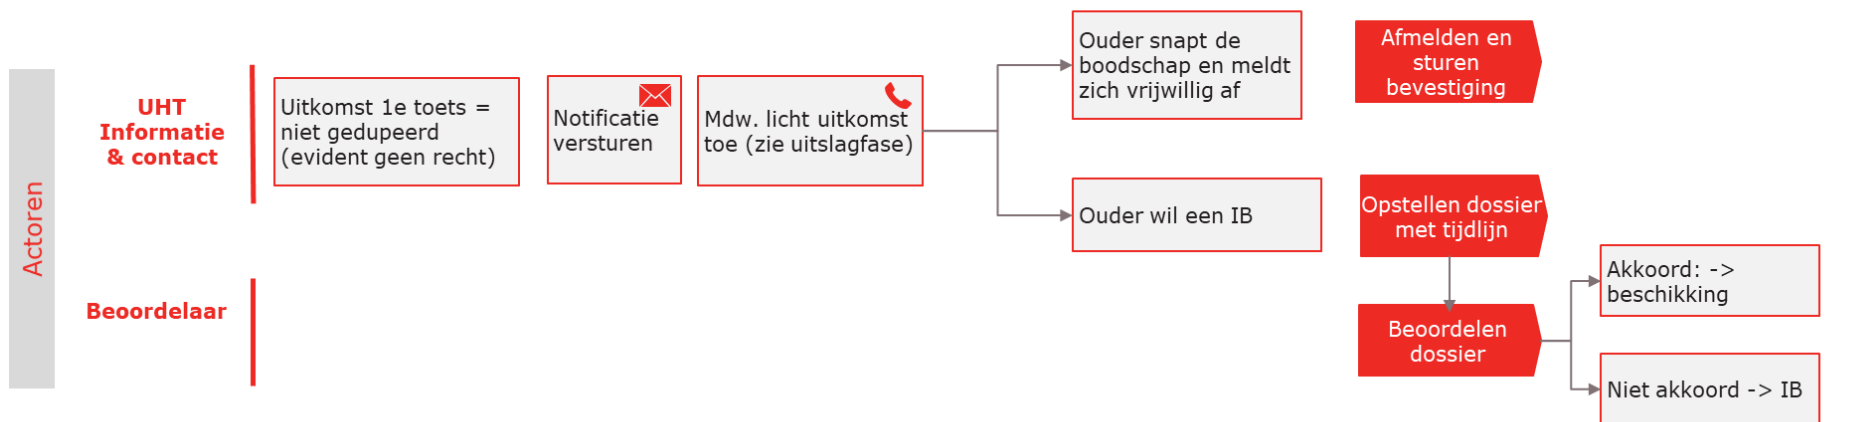 Actoren
UHT
Informatie
& contact
Uitkomst 1e toets =
niet gedupeerd
(evident geen recht)
Notificatie
versturen
Mdw. licht uitkomst
toe (zie uitslagfase)
Ouder snapt de
boodschap en meldt
zich vrijwillig af
Afmelden en
sturen
bevestiging
Ouder wil een IB
Opstellen dossier
met tijdlijn
Beoordelaar
Beoordelen
dossier
Akkoord: ->
beschikking
Niet akkoord -> IB